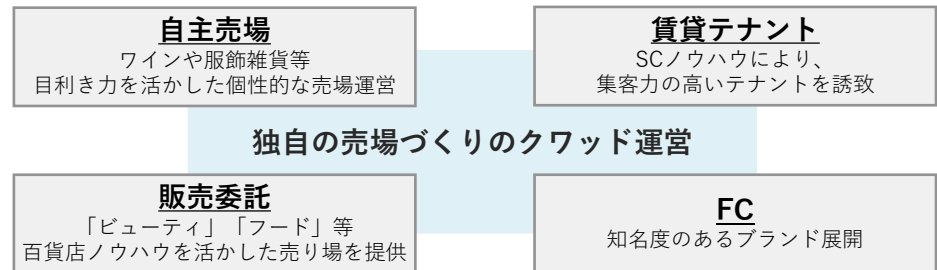 自主売場
ワインや服飾雑貨等
目利き力を活かした個性的な売場運営
賃貸テナント
SCノウハウにより、
集客力の高いテナントを誘致
独自の売場づくりのクワッド運営
販売委託
「ビューティ」「フード」等
百貨店ノウハウを活かした売り場を提供
FC
知名度のあるブランド展開